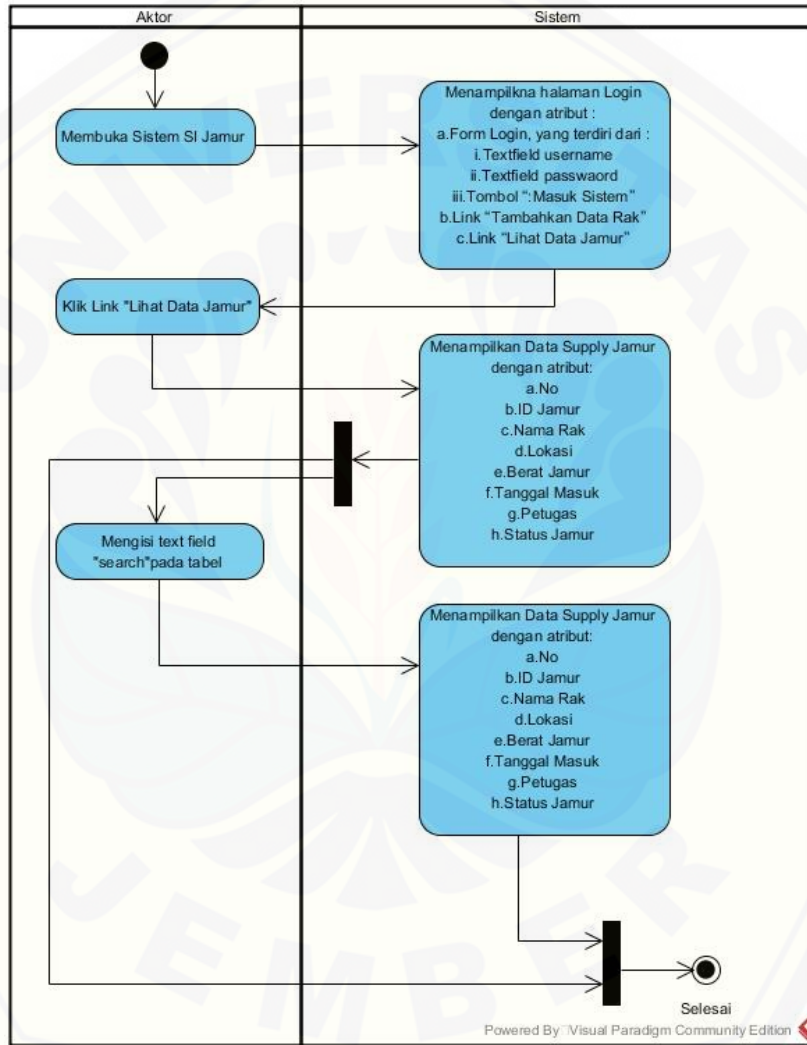 Aktor
Sistem
Membuka Sistem SI Jamur
Menampilkna halaman Login
dengan atribut :
a.Form Login, yang terdiri dari :
i.Textfield username
ii.Textfield passwaord
iii.Tombol “:Masuk Sistem”
b.Link “Tambahkan Data Rak”
c.Link “Lihat Data Jamur”
Klik Link "Lihat Data Jamur"
Menampilkan Data Supply Jamur
dengan atribut:
a.No
b.ID Jamur
c.Nama Rak
d.Lokasi
e.Berat Jamur
f.Tanggal Masuk
g.Petugas
h.Status Jamur
Mengisi text field
"search"pada tabel
Menampilkan Data Supply Jamur
dengan atribut:
a.No
b.ID Jamur
c.Nama Rak
d.Lokasi
e.Berat Jamur
f.Tanggal Masuk
g.Petugas
h.Status Jamur
Selesai
Powered By Visual Paradigm Community Edition
UNIVERSITAS
JEMBER